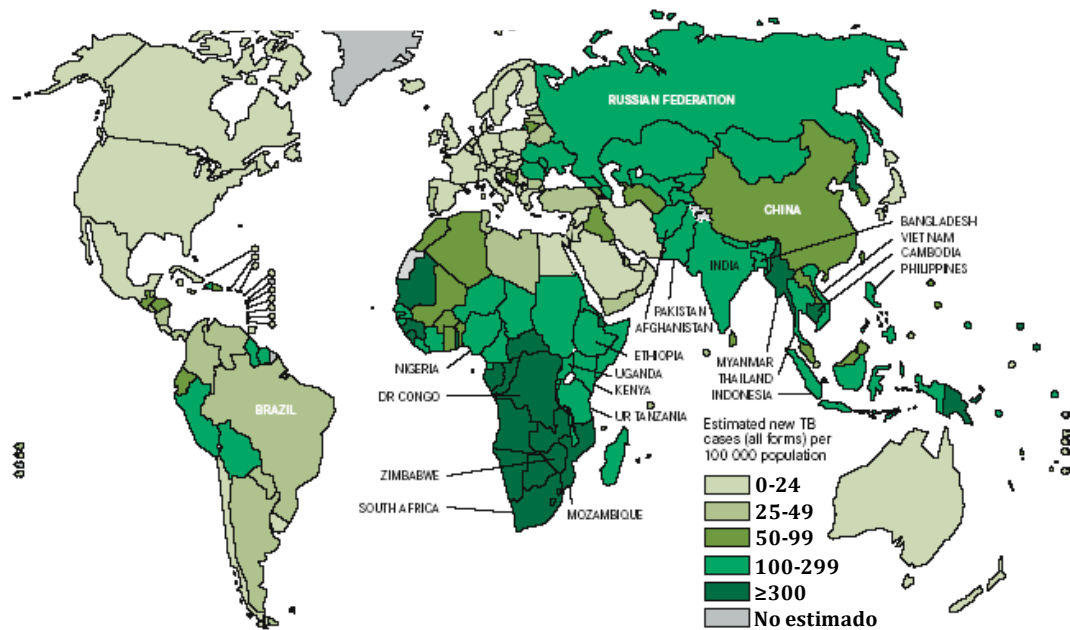 RUSSIAN FEDERATION
CHINA
BANGLADESH
VIETNAM
CAMBODIA
PHILIPPINES
INDIA
PAKISTAN
AFGHANISTAN
ETHIOPIA
NIGERIA
UGANDA
KENYA
DR CONGO
UR TANZANIA
MYANMAR
THAILAND
INDONESIA
BRAZIL
ZIMBABWE
SOUTH AFRICA
MOZAMBIQUE
Estimated new TB
cases (all forms) per
100 000 population
0-24
25-49
50-99
100-299
≥300
No estimado